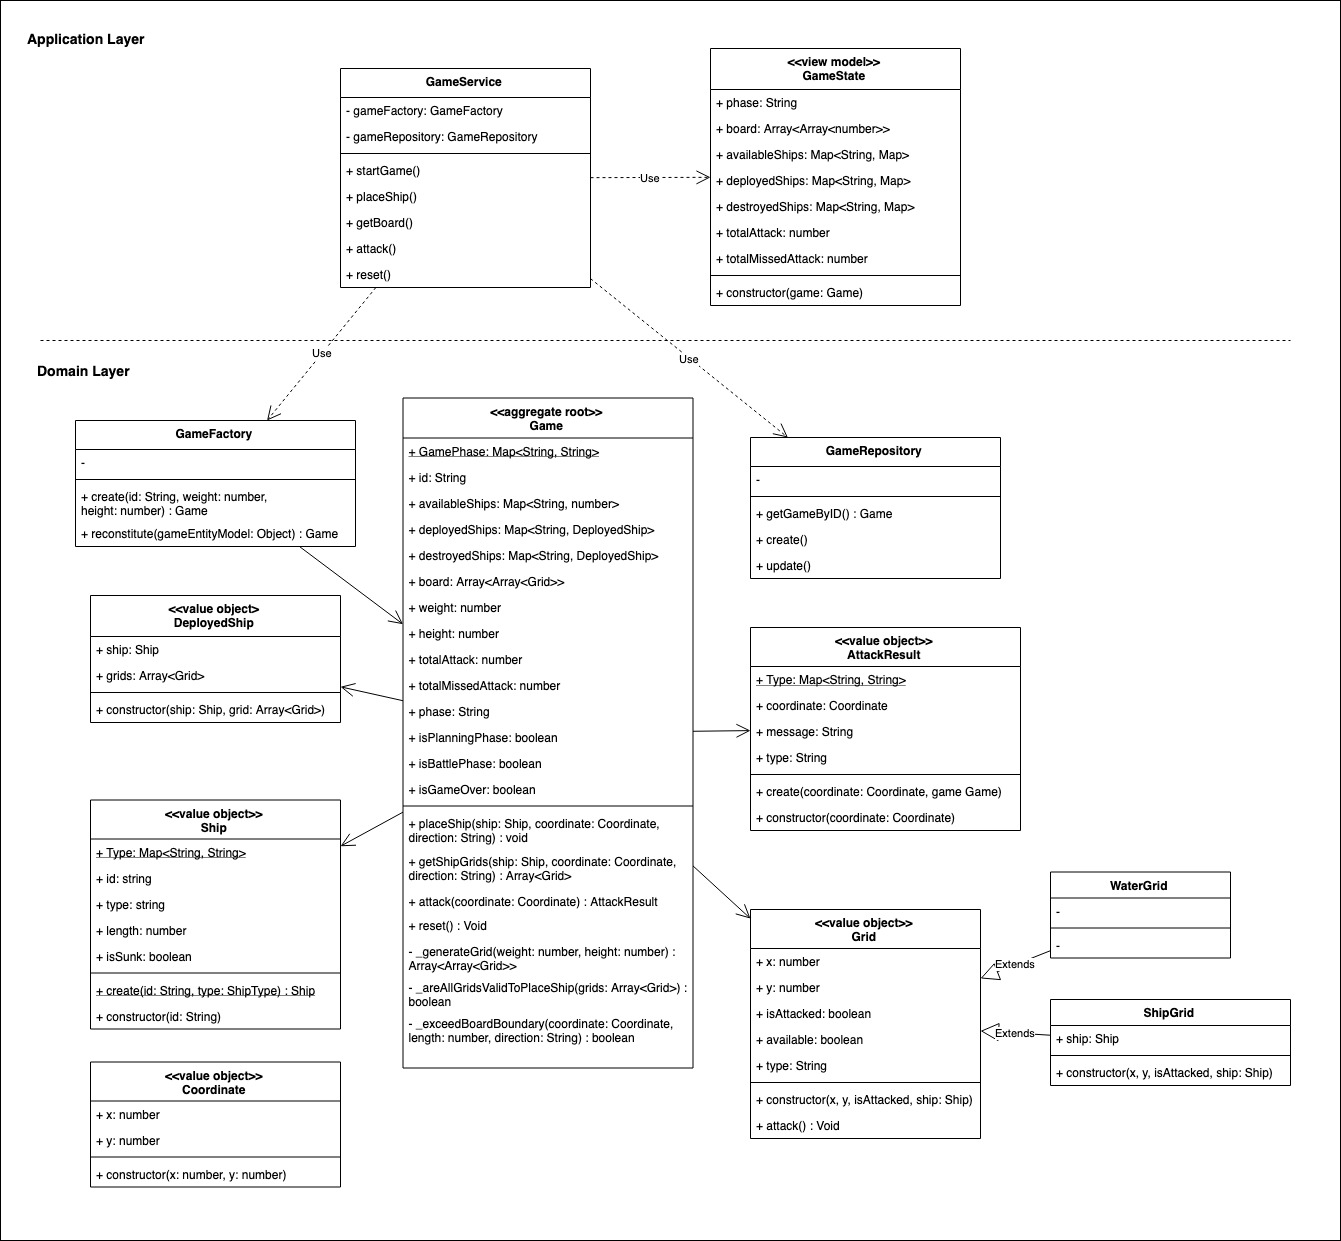 Application Layer
GameService
- gameFactory: GameFactory
- gameRepository: GameRepository
+ startGame()
+ placeShip()
+ getBoard()
+ attack()
+ reset()
Use
<<view model>>
GameState
+ phase: String
+ board: Array<Array<number>>
+ availableShips: Map<String, Map>
+ deployedShips: Map<String, Map>
+ destroyedShips: Map<String, Map>
+ totalAttack: number
+ totalMissedAttack: number
+ constructor(game: Game)
Use
Use
Domain Layer
GameFactory
-
+ create(id: String, weight: number,
height: number) : Game
+ reconstitute(gameEntityModel: Object) : Game
<<aggregate root>>
Game
+ GamePhase: Map<String, String>
+ id: String
+ availableShips: Map<String, number>
+ deployedShips: Map<String, DeployedShip>
+ destroyedShips: Map<String, DeployedShip>
+ board: Array<Array<Grid>>
+ weight: number
+ height: number
+ totalAttack: number
+ totalMissedAttack: number
+ phase: String
+ isPlanningPhase: boolean
+ isBattlePhase: boolean
+ isGameOver: boolean
+ placeShip(ship: Ship, coordinate: Coordinate,
direction: String) : void
+ getShipGrids(ship: Ship, coordinate: Coordinate,
direction: String) : Array<Grid>
+ attack(coordinate: Coordinate) : AttackResult
+ reset() : Void
- _generateGrid(weight: number, height: number) :
Array<Array<Grid>>
- _areAllGridsValidToPlaceShip(grids: Array<Grid>) :
boolean
- _exceedBoardBoundary(coordinate: Coordinate,
length: number, direction: String) : boolean
GameRepository
-
+ getGameByID() : Game
+ create()
+ update()
<<value object>
DeployedShip
+ ship: Ship
+ grids: Array<Grid>
+ constructor(ship: Ship, grid: Array<Grid>)
<<value object>>
AttackResult
+ Type: Map<String, String>
+ coordinate: Coordinate
+ message: String
+ type: String
+ create(coordinate: Coordinate, game Game)
+ constructor(coordinate: Coordinate)
<<value object>>
Ship
+ Type: Map<String, String>
+ id: string
+ type: string
+ length: number
+ isSunk: boolean
+ create(id: String, type: ShipType) : Ship
+ constructor(id: String)
<<value object>>
Grid
+ x: number
+ y: number
+ isAttacked: boolean
+ available: boolean
+ type: String
+ constructor(x, y, isAttacked, ship: Ship)
+ attack() : Void
WaterGrid
-
-
Extends
ShipGrid
+ ship: Ship
+ constructor(x, y, isAttacked, ship: Ship)
Extends
<<value object>>
Coordinate
+ x: number
+ y: number
+ constructor(x: number, y: number)